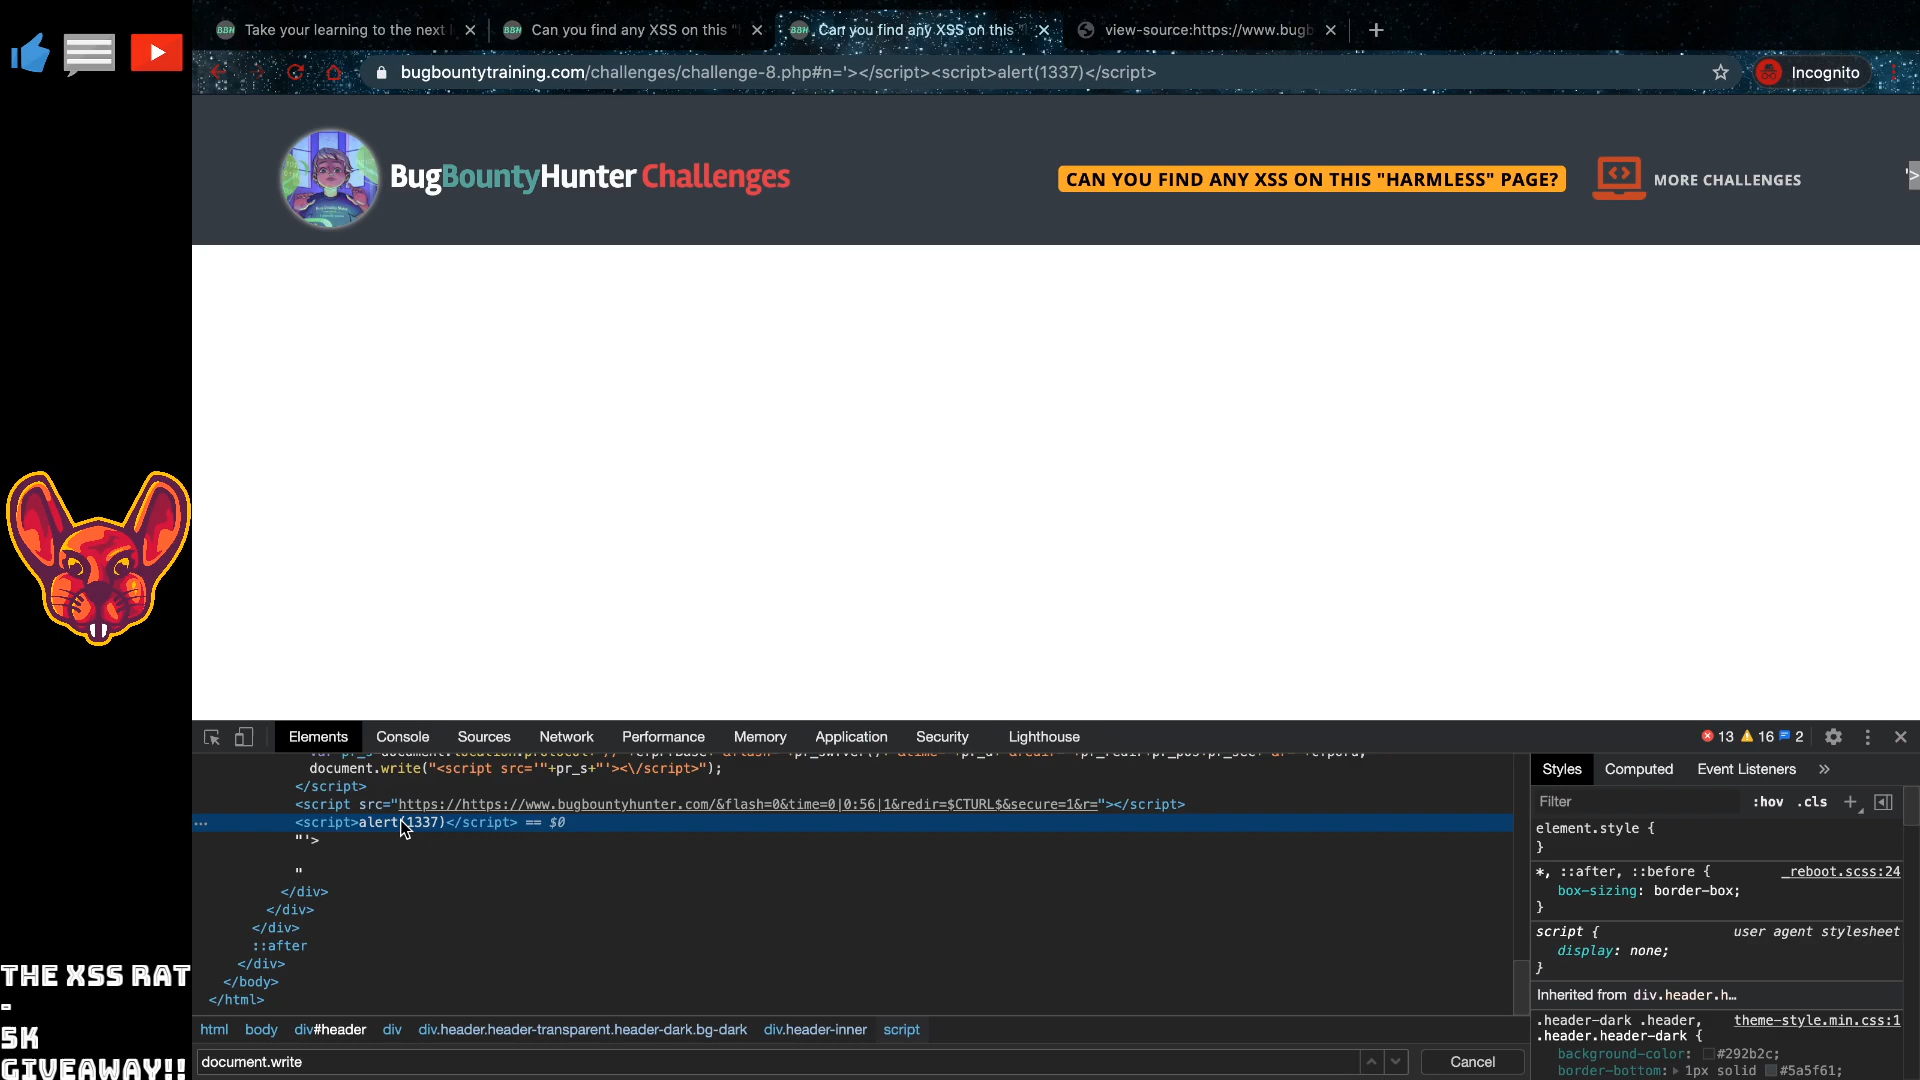 Take your learning to the next
Can you find any XSS on this "
Can you find any XSS on this "
view-source:https://www.bugb
bugbountytraining.com/challenges/challenge-8.php#n='></script><script>alert(1337)</script>
Incognito
BugBountyHunter Challenges
CAN YOU FIND ANY XSS ON THIS "HARMLESS" PAGE?
MORE CHALLENGES
'>
Elements
Console
Sources
Network
Performance
Memory
Application
Security
Lighthouse
13
16
2
document.write("<script src='"+pr_s+"'><\/script>");
</script>
<script src="https://https://www.bugbountyhunter.com/&flash=0&time=0|0:56|1&redir=$CTURL$&secure=1&r="></script>
<script>alert(1337)</script> == $0
"'>
"
</div>
</div>
</div>
::after
</div>
</body>
</html>
html
body
div#header
div
div.header.header-transparent.header-dark.bg-dark
div.header-inner
script
document.write
Cancel
Styles
Computed
Event Listeners
Filter
:hov
.cls
element.style {
}
*, ::after, ::before {
_reboot.scss:24
box-sizing: border-box;
}
script {
user agent stylesheet
display: none;
}
Inherited from div.header.h…
.header-dark .header,
theme-style.min.css:1
.header.header-dark {
background-color: #292b2c;
border-bottom: 1px solid #5a5f61;
THE XSS RAT
-
5K
GIVEAWAY!!